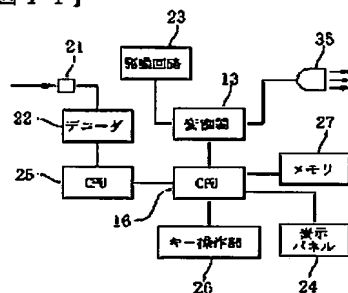 【図11】
23
35
21
発振回路
13
22
変調器
27
デコーダ
メモリ
25
CPU
CPU
16
表示
パネル
キー操作部
26
24